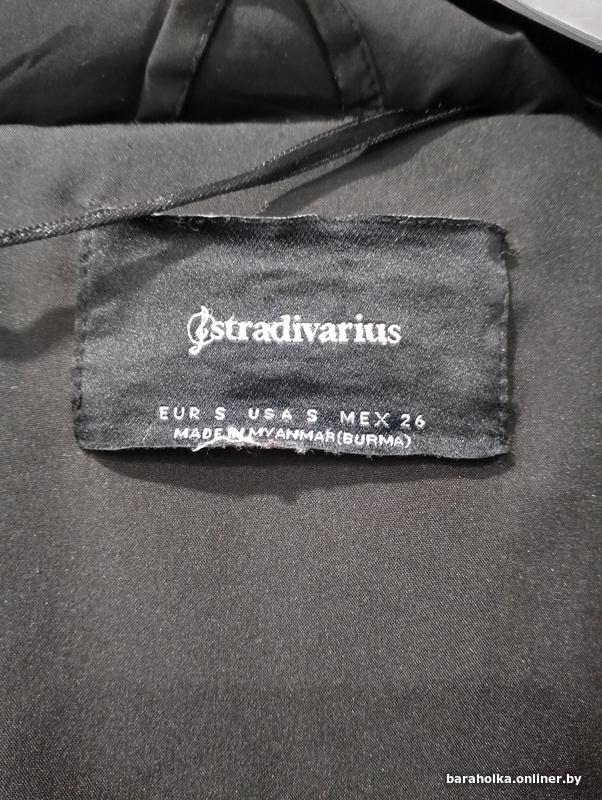 stradivarius
EUR S USA S MEX 26
MADE IN MYANMAR(BURMA)
baraholka.onliner.by